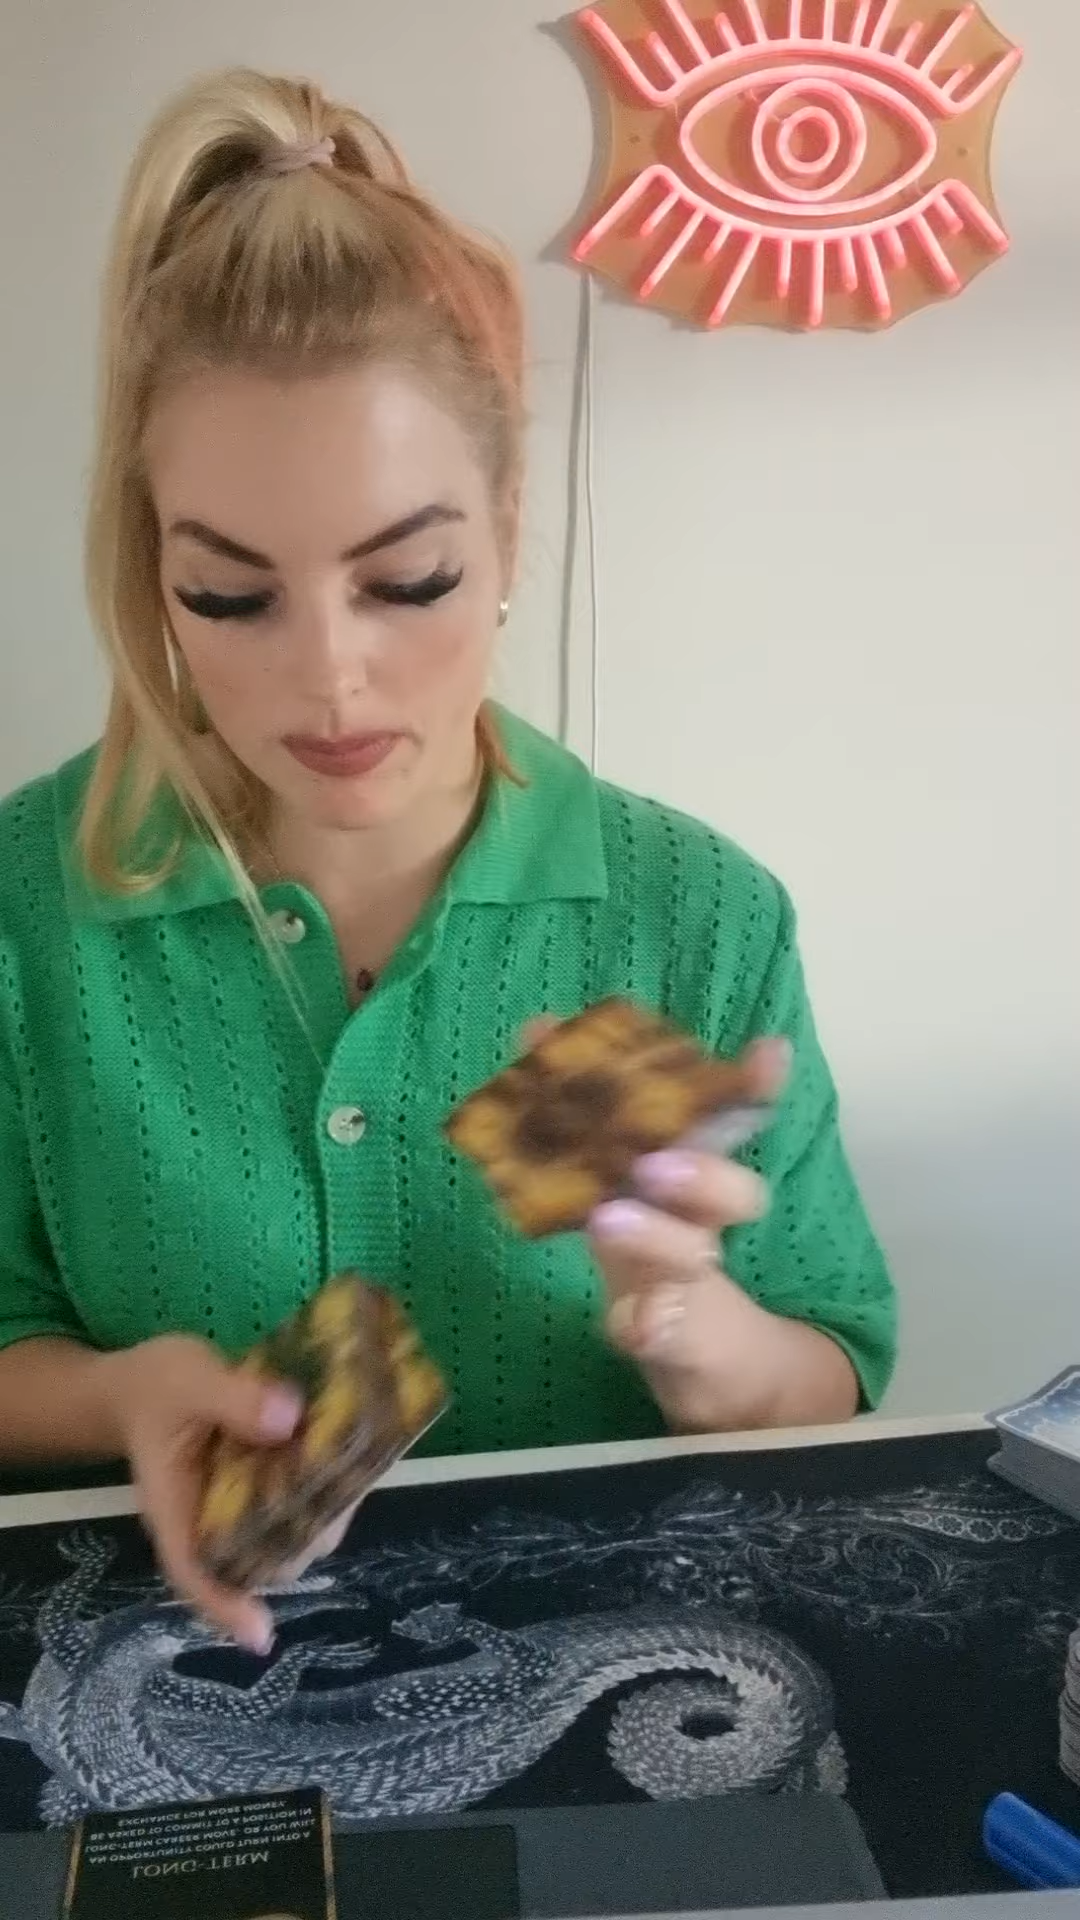 LONG-TERM
AN OPPORTUNITY COULD TURN INTO A
LONG-TERM CAREER MOVE. OR YOU WILL
BE ASKED TO COMMIT TO A POSITION IN
EXCHANGE FOR MORE MONEY.